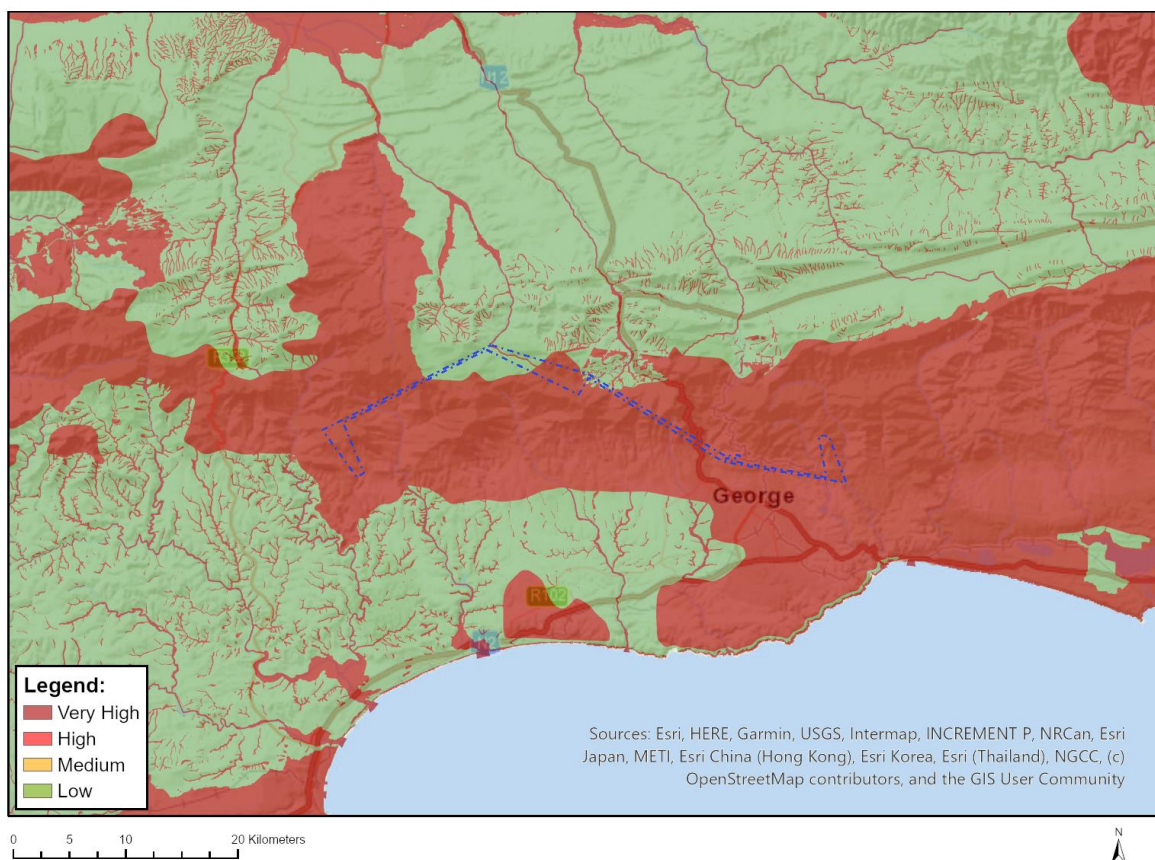 N12
George
R102
Legend:
Very High
High
Medium
Low
Sources: Esri, HERE, Garmin, USGS, Intermap, INCREMENT P, NRCan, Esri
Japan, METI, Esri China (Hong Kong), Esri Korea, Esri (Thailand), NGCC, (c)
OpenStreetMap contributors, and the GIS User Community
0 5 10 20 Kilometers
N